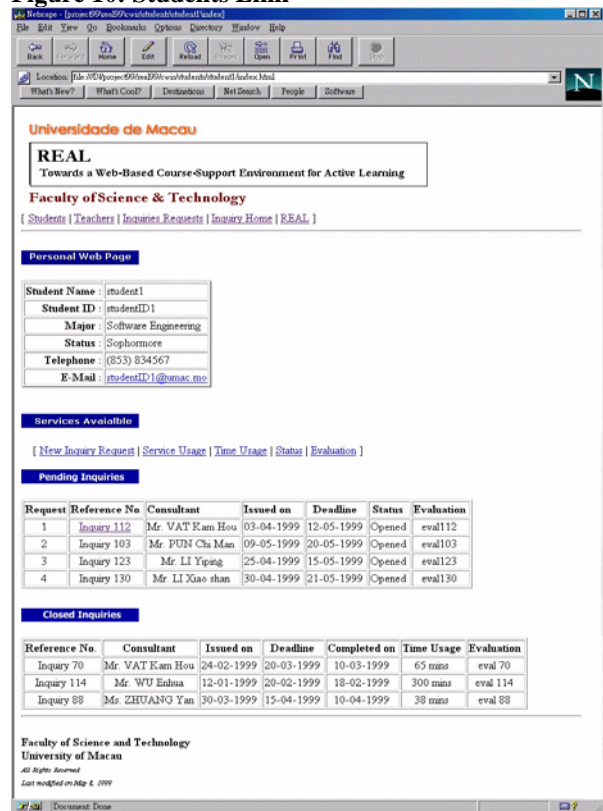 Figure 10: Students Link
Netscape - [project99/real99/cwis/students/student1/index]
File Edit View Go Bookmarks Options Directory Window Help
Back Forward Home Edit Reload Images Open Print Find Stop
Location: file:///D|/project99/real99/cwis/students/student1/index.html
What's New? What's Cool? Destinations Net Search People Software
N
Universidade de Macau
REAL
Towards a Web-Based Course-Support Environment for Active Learning
Faculty of Science & Technology
[ Students | Teachers | Inquiries Requests | Inquiry Home | REAL ]
Personal Web Page
Student Name : student1
Student ID : studentID1
Major : Software Engineering
Status : Sophormore
Telephone : (853) 834567
E-Mail : studentID1@umac.mo
Services Avaialble
[ New Inquiry Request | Service Usage | Time Usage | Status | Evaluation ]
Pending Inquiries
Request Reference No. Consultant Issued on Deadline Status Evaluation
1 Inquiry 112 Mr. VAT Kam Hou 03-04-1999 12-05-1999 Opened eval112
2 Inquiry 103 Mr. PUN Chi Man 09-05-1999 20-05-1999 Opened eval103
3 Inquiry 123 Mr. LI Yiping 25-04-1999 15-05-1999 Opened eval123
4 Inquiry 130 Mr. LI Xiao shan 30-04-1999 21-05-1999 Opened eval130
Closed Inquiries
Reference No. Consultant Issued on Deadline Completed on Time Usage Evaluation
Inquiry 70 Mr. VAT Kam Hou 24-02-1999 20-03-1999 10-03-1999 65 mins eval 70
Inquiry 114 Mr. WU Enhua 12-01-1999 20-02-1999 18-02-1999 300 mins eval 114
Inquiry 88 Ms. ZHUANG Yan 30-03-1999 15-04-1999 10-04-1999 38 mins eval 88
Faculty of Science and Technology
University of Macau
All Rights Reserved
Last modified on May 8, 1999
Document: Done